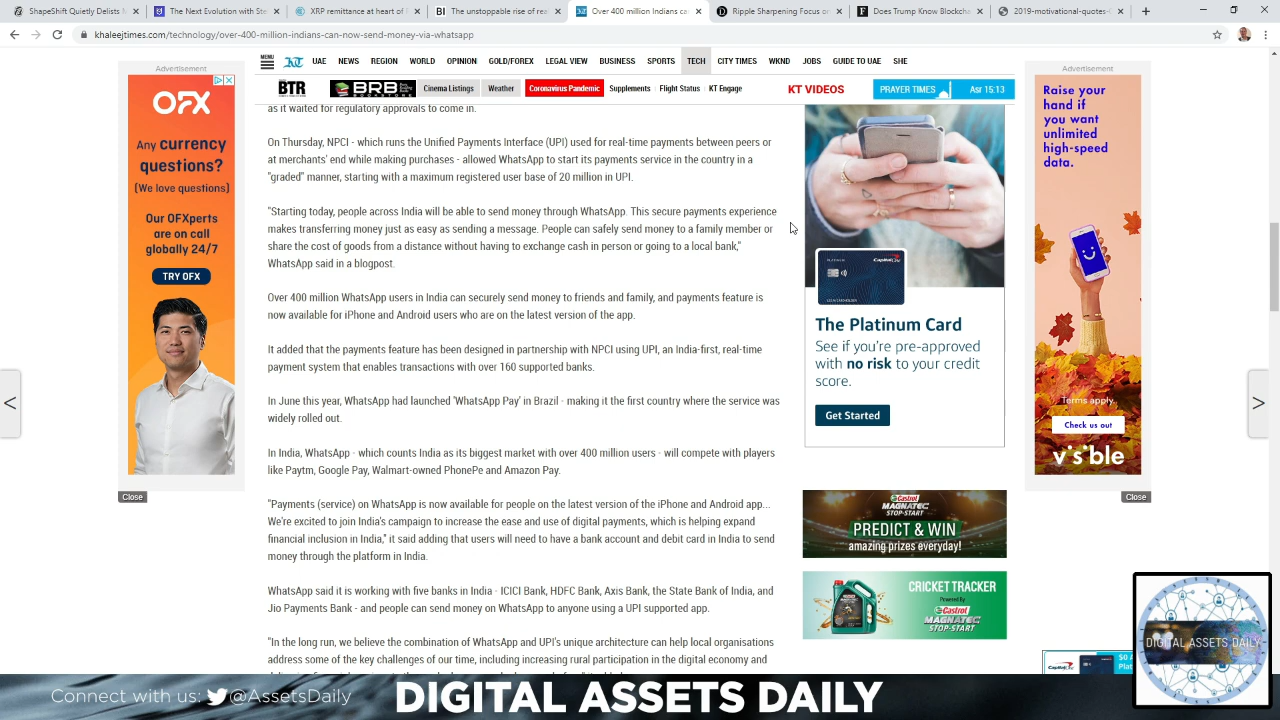 ShapeShift Quietly Delists M
The Next Evolution with Ste
XRP remittance at Changelly
The unstoppable rise of cryp
Over 400 million Indians can
Ripple Sharpening Focus on
Blockchain Bites: DeFi's Diver
khaleejtimes.com/technology/over-400-million-indians-can-now-send-money-via-whatsapp
MENU
UAE NEWS REGION WORLD OPINION GOLD/FOREX LEGAL VIEW BUSINESS SPORTS TECH CITY TIMES WKND JOBS GUIDE TO UAE SHE
BTR BRB BOOKSTORES Cinema Listings Weather Coronavirus Pandemic Supplements Flight Status KT Engage KT VIDEOS PRAYER TIMES Asr 15:13
Advertisement
OFX
Any currency
questions?
(We love questions)
Our OFXperts
are on call
globally 24/7
TRY OFX
Close
<
as it waited for regulatory approvals to come in.
On Thursday, NPCI - which runs the Unified Payments Interface (UPI) used for real-time payments between peers or
at merchants' end while making purchases - allowed WhatsApp to start its payments service in the country in a
"graded" manner, starting with a maximum registered user base of 20 million in UPI.
"Starting today, people across India will be able to send money through WhatsApp. This secure payments experience
makes transferring money just as easy as sending a message. People can safely send money to a family member or
share the cost of goods from a distance without having to exchange cash in person or going to a local bank,"
WhatsApp said in a blogpost.
Over 400 million WhatsApp users in India can securely send money to friends and family, and payments feature is
now available for iPhone and Android users who are on the latest version of the app.
It added that the payments feature has been designed in partnership with NPCI using UPI, an India-first, real-time
payment system that enables transactions with over 160 supported banks.
In June this year, WhatsApp had launched 'WhatsApp Pay' in Brazil - making it the first country where the service was
widely rolled out.
In India, WhatsApp - which counts India as its biggest market with over 400 million users - will compete with players
like Paytm, Google Pay, Walmart-owned PhonePe and Amazon Pay.
"Payments (service) on WhatsApp is now available for people on the latest version of the iPhone and Android app...
We're excited to join India's campaign to increase the ease and use of digital payments, which is helping expand
financial inclusion in India," it said adding that users will need to have a bank account and debit card in India to send
money through the platform in India.
WhatsApp said it is working with five banks in India - ICICI Bank, HDFC Bank, Axis Bank, the State Bank of India, and
Jio Payments Bank - and people can send money on WhatsApp to anyone using a UPI supported app.
"In the long run, we believe the combination of WhatsApp and UPI's unique architecture can help local organisations
address some of the key challenges of our time, including increasing rural participation in the digital economy and
Capital One
The Platinum Card
See if you're pre-approved
with no risk to your credit
score.
Get Started
Castrol
MAGNATEC
STOP-START
PREDICT & WIN
amazing prizes everyday!
CRICKET TRACKER
Powered By
Castrol
MAGNATEC
STOP-START
Advertisement
Raise your
hand if
you want
unlimited
high-speed
data.
Terms apply.
Check us out
visible
Close
>
DIGITAL ASSETS DAILY
Connect with us: @AssetsDaily
DIGITAL ASSETS DAILY